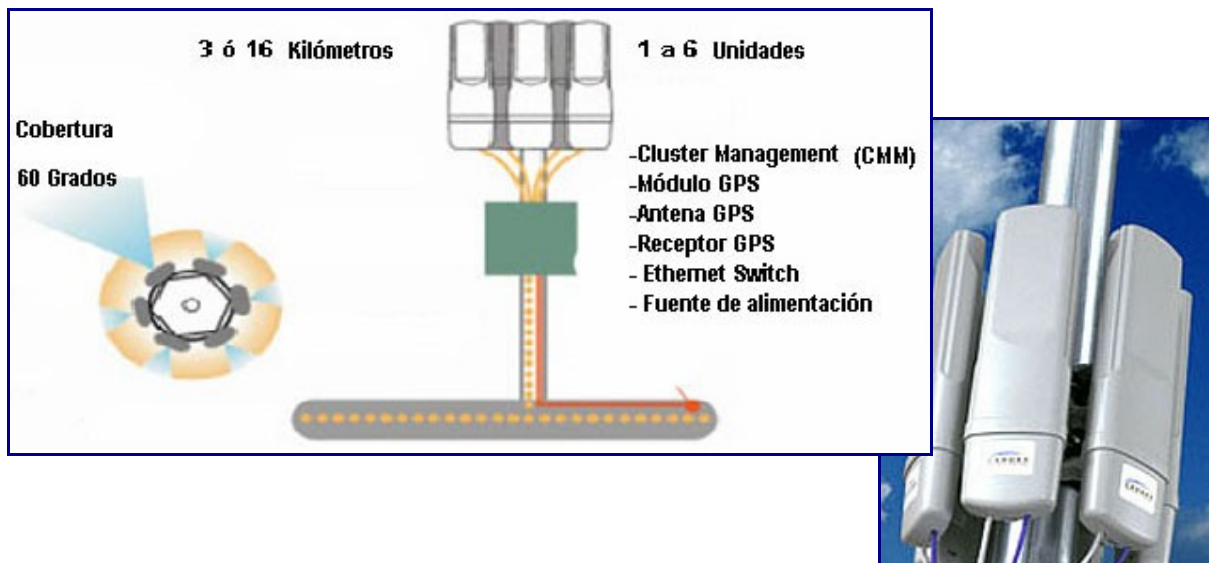 3 ó 16 Kilómetros
1 a 6 Unidades
Cobertura
60 Grados
-Cluster Management (CMM)
-Módulo GPS
-Antena GPS
-Receptor GPS
- Ethernet Switch
- Fuente de alimentación